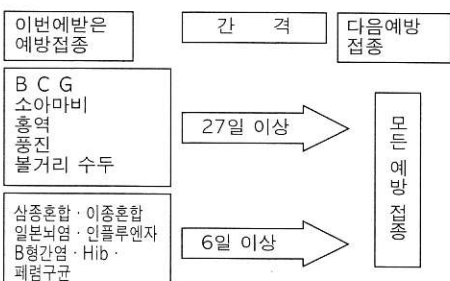 이번에받은
예방접종
간 격
다음예방
접종
B C G
소아마비
홍역
풍진
볼거리 수두
27일 이상
모든 예방 접종
삼종혼합 · 이종혼합
일본뇌염 · 인플루엔자
B형간염 · Hib ·
페렴구균
6일 이상